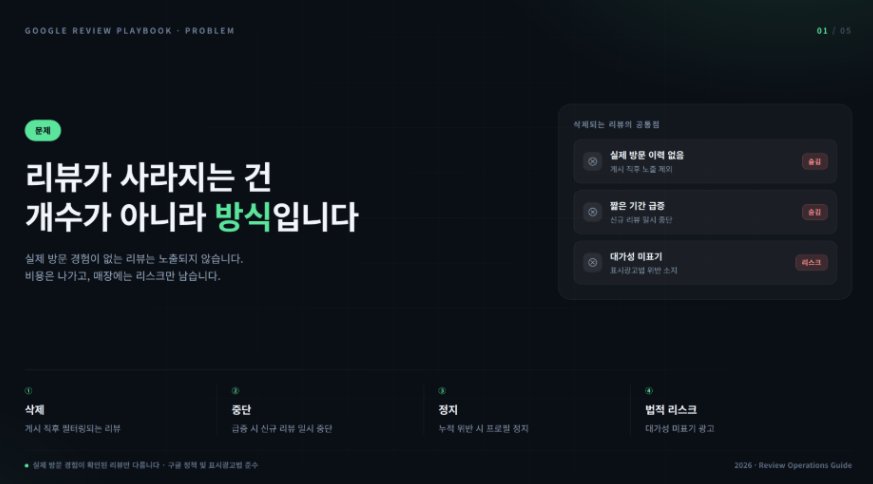 GOOGLE REVIEW PLAYBOOK · PROBLEM
01 / 05
문제
리뷰가 사라지는 건
개수가 아니라 방식입니다
실제 방문 경험이 없는 리뷰는 노출되지 않습니다.
비용은 나가고, 매장에는 리스크만 남습니다.
삭제되는 리뷰의 공통점
실제 방문 이력 없음
게시 직후 노출 제외
숨김
짧은 기간 급증
신규 리뷰 일시 중단
숨김
대가성 미표기
표시광고법 위반 소지
리스크
①
삭제
게시 직후 필터링되는 리뷰
②
중단
급증 시 신규 리뷰 일시 중단
③
정지
누적 위반 시 프로필 정지
④
법적 리스크
대가성 미표기 광고
실제 방문 경험이 확인된 리뷰만 다룹니다 · 구글 정책 및 표시광고법 준수
2026 · Review Operations Guide